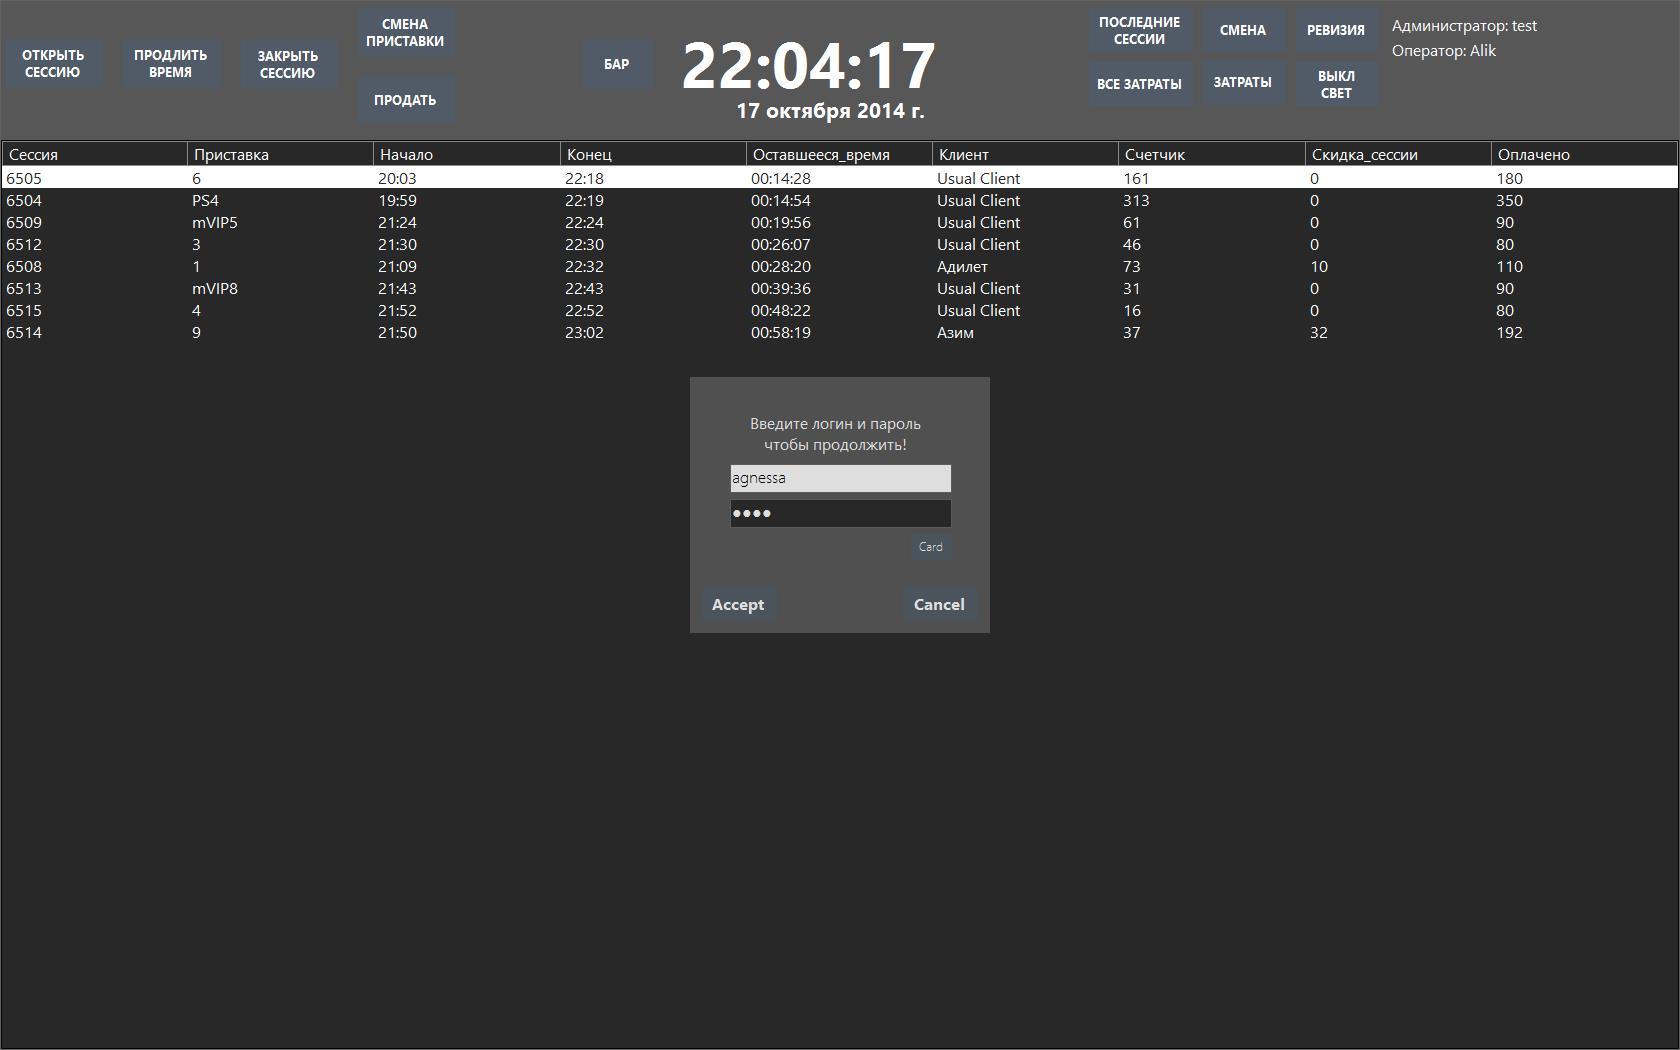 ОТКРЫТЬ
СЕССИЮ
ПРОДЛИТЬ
ВРЕМЯ
ЗАКРЫТЬ
СЕССИЮ
СМЕНА
ПРИСТАВКИ
ПРОДАТЬ
БАР
22:04:17
17 октября 2014 г.
ПОСЛЕДНИЕ
СЕССИИ
СМЕНА
РЕВИЗИЯ
ВСЕ ЗАТРАТЫ
ЗАТРАТЫ
ВЫКЛ
СВЕТ
Администратор: test
Оператор: Alik
Сессия Приставка Начало Конец Оставшееся_время Клиент Счетчик Скидка_сессии Оплачено
6505 6 20:03 22:18 00:14:28 Usual Client 161 0 180
6504 PS4 19:59 22:19 00:14:54 Usual Client 313 0 350
6509 mVIP5 21:24 22:24 00:19:56 Usual Client 61 0 90
6512 3 21:30 22:30 00:26:07 Usual Client 46 0 80
6508 1 21:09 22:32 00:28:20 Адилет 73 10 110
6513 mVIP8 21:43 22:43 00:39:36 Usual Client 31 0 90
6515 4 21:52 22:52 00:48:22 Usual Client 16 0 80
6514 9 21:50 23:02 00:58:19 Азим 37 32 192
Введите логин и пароль
чтобы продолжить!
agnessa
●●●●
Card
Accept Cancel